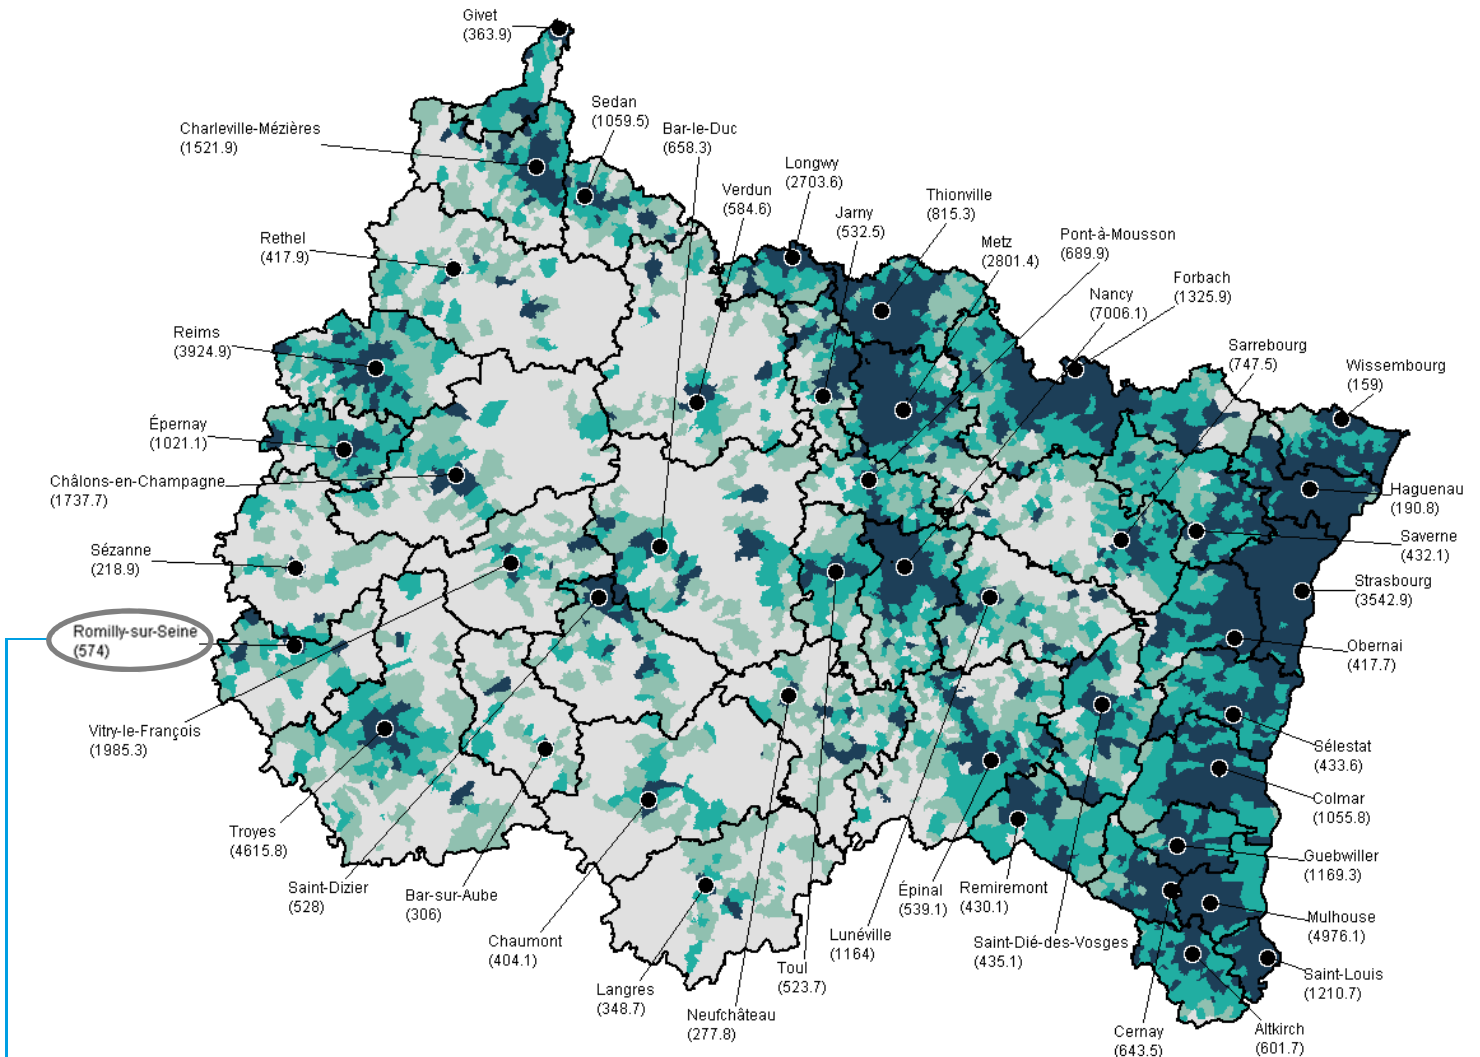 Givet
(363.9)
Sedan
(1059.5)
Charleville-Mézières
(1521.9)
Bar-le-Duc
(658.3)
Longwy
(2703.6)
Verdun
(584.6)
Thionville
(815.3)
Jarny
(532.5)
Metz
(2801.4)
Pont-à-Mousson
(689.9)
Rethel
(417.9)
Forbach
(1325.9)
Nancy
(7006.1)
Reims
(3924.9)
Sarrebourg
(747.5)
Wissembourg
(159)
Épernay
(1021.1)
Châlons-en-Champagne
(1737.7)
Haguenau
(190.8)
Saverne
(432.1)
Sézanne
(218.9)
Strasbourg
(3542.9)
Romilly-sur-Seine
(574)
Obernai
(417.7)
Vitry-le-François
(1985.3)
Sélestat
(433.6)
Colmar
(1055.8)
Troyes
(4615.8)
Guebwiller
(1169.3)
Saint-Dizier
(528)
Bar-sur-Aube
(306)
Épinal
(539.1)
Remiremont
(430.1)
Mulhouse
(4976.1)
Chaumont
(404.1)
Lunéville
(1164)
Saint-Dié-des-Vosges
(435.1)
Toul
(523.7)
Saint-Louis
(1210.7)
Langres
(348.7)
Neufchâteau
(277.8)
Cernay
(643.5)
Altkirch
(601.7)